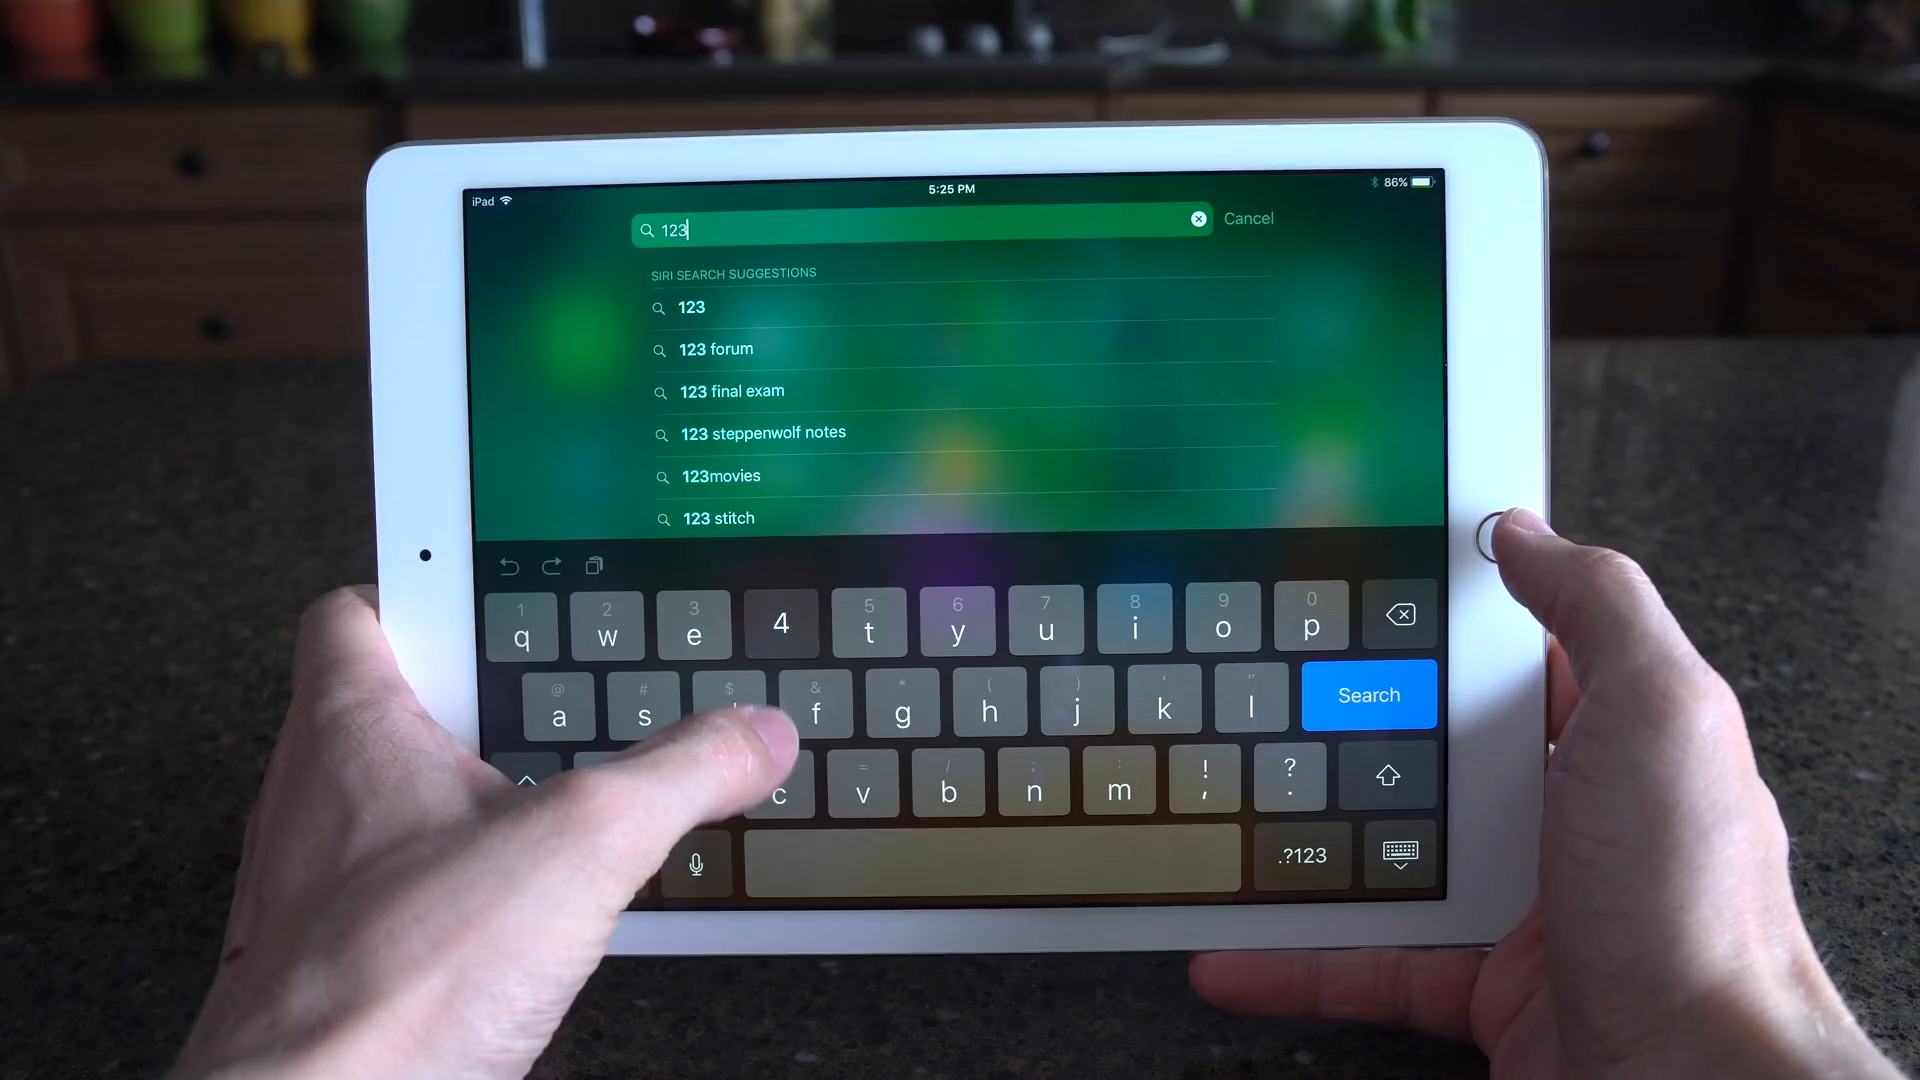 iPad 5:25 PM 86%
123 Cancel
SIRI SEARCH SUGGESTIONS
123
123 forum
123 final exam
123 steppenwolf notes
123movies
123 stitch
1 2 3 4 5 6 7 8 9 0
q w e t y u i o p
@ # $ & * ( ) ' "
a s f g h j k l Search
= / ; : ! ?
c v b n m , .
.?123